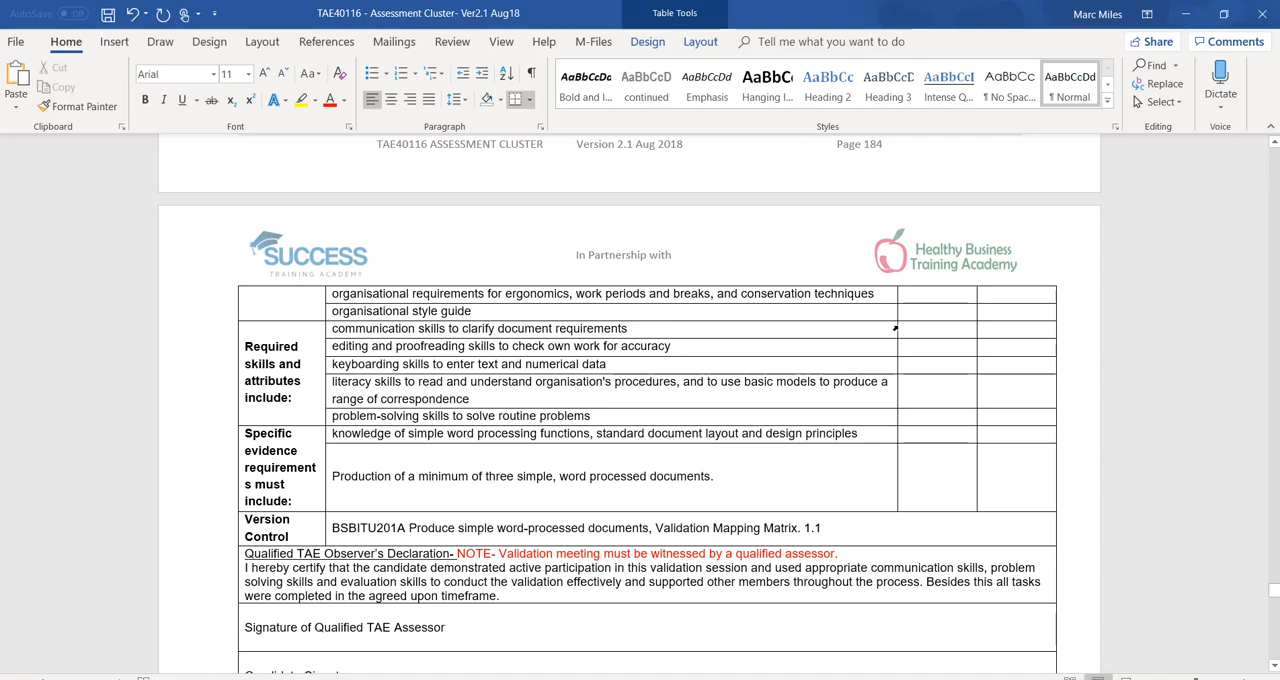 AutoSave Off
TAE40116 - Assessment Cluster- Ver2.1 Aug18
Table Tools
Marc Miles
File Home Insert Draw Design Layout References Mailings Review View Help M-Files Design Layout Tell me what you want to do Share Comments
Paste
Cut
Copy
Format Painter
Arial 11
AaBbCcDc AaBbCcD AaBbCcDc AaBbC AaBbCc AaBbCcD AaBbCcI AaBbCc AaBbCcDd
Bold and I... continued Emphasis Hanging I... Heading 2 Heading 3 Intense Q... ¶ No Spac... ¶ Normal
Find
Replace
Select
Dictate
Clipboard Font Paragraph Styles Editing Voice
TAE40116 ASSESSMENT CLUSTER Version 2.1 Aug 2018 Page 184
SUCCESS
TRAINING ACADEMY
In Partnership with
Healthy Business
Training Academy
organisational requirements for ergonomics, work periods and breaks, and conservation techniques
organisational style guide
Required
skills and
attributes
include:
communication skills to clarify document requirements
editing and proofreading skills to check own work for accuracy
keyboarding skills to enter text and numerical data
literacy skills to read and understand organisation's procedures, and to use basic models to produce a
range of correspondence
problem-solving skills to solve routine problems
Specific
evidence
requirement
s must
include:
knowledge of simple word processing functions, standard document layout and design principles
Production of a minimum of three simple, word processed documents.
Version
Control
BSBITU201A Produce simple word-processed documents, Validation Mapping Matrix. 1.1
Qualified TAE Observer's Declaration- NOTE- Validation meeting must be witnessed by a qualified assessor.
I hereby certify that the candidate demonstrated active participation in this validation session and used appropriate communication skills, problem
solving skills and evaluation skills to conduct the validation effectively and supported other members throughout the process. Besides this all tasks
were completed in the agreed upon timeframe.
Signature of Qualified TAE Assessor